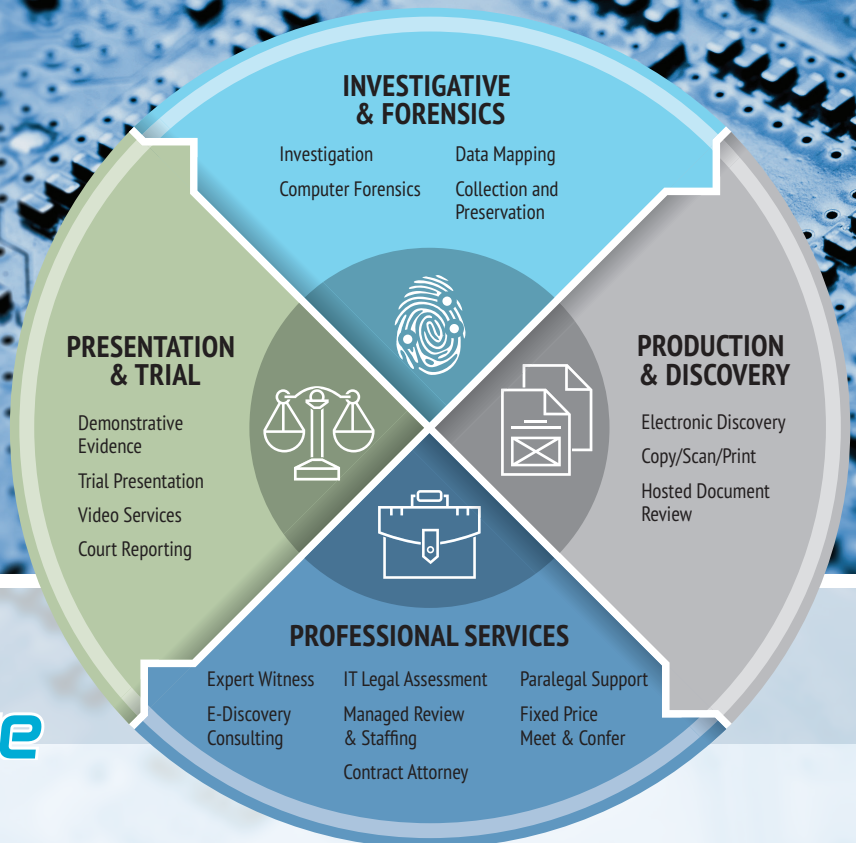 INVESTIGATIVE
& FORENSICS
Investigation
Computer Forensics
Data Mapping
Collection and
Preservation
PRESENTATION
& TRIAL
Demonstrative
Evidence
Trial Presentation
Video Services
Court Reporting
PRODUCTION
& DISCOVERY
Electronic Discovery
Copy/Scan/Print
Hosted Document
Review
PROFESSIONAL SERVICES
Expert Witness
E-Discovery
Consulting
IT Legal Assessment
Managed Review
& Staffing
Contract Attorney
Paralegal Support
Fixed Price
Meet & Confer